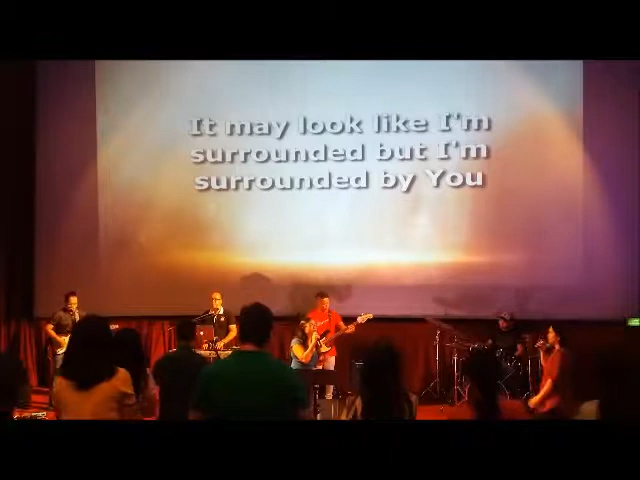 It may look like I'm
surrounded but I'm
surrounded by You